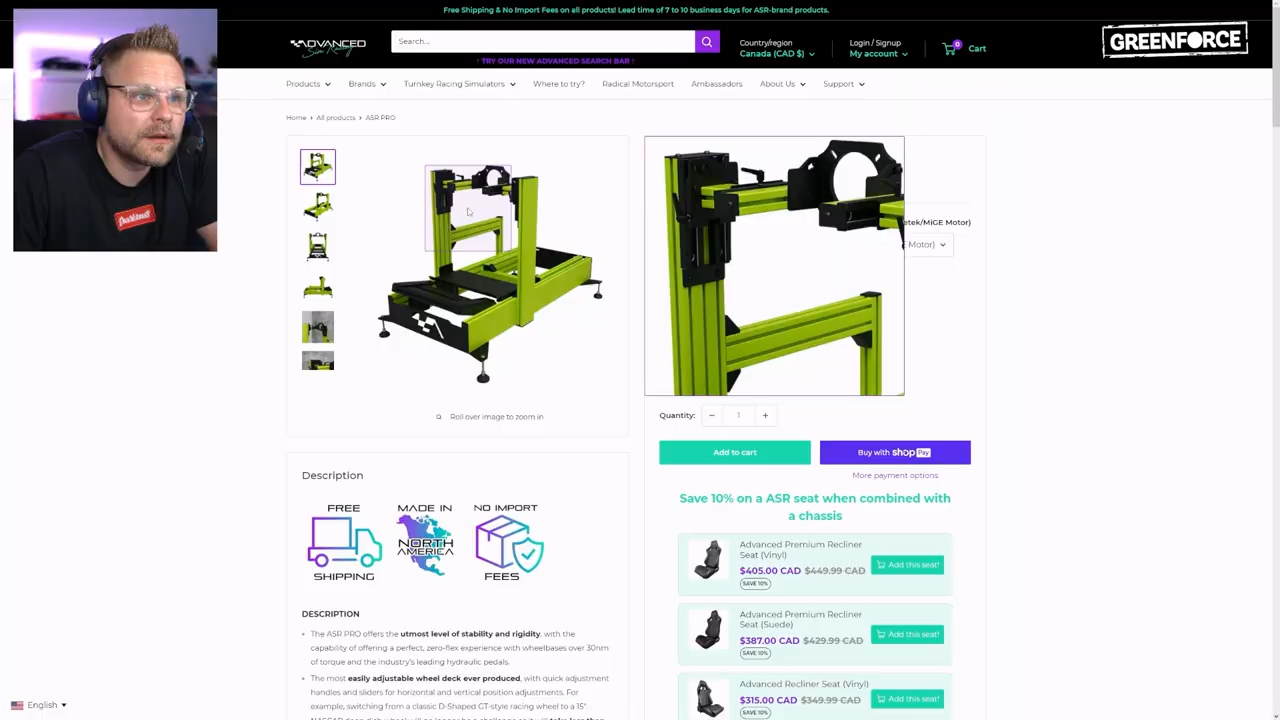 Free Shipping & No Import Fees on all products! Lead time of 7 to 10 business days for ASR-brand products.
ADVANCED
Sim Racing
Search...
↑ TRY OUR NEW ADVANCED SEARCH BAR ↑
Country/region
Canada (CAD $)
Login / Signup
My account
0
Cart
GREENFORCE
Products
Brands
Turnkey Racing Simulators
Where to try?
Radical Motorsport
Ambassadors
About Us
Support
Home › All products › ASR PRO
etek/MiGE Motor)
Motor)
Roll over image to zoom in
Quantity:
1
Add to cart
Buy with shop Pay
More payment options
Save 10% on a ASR seat when combined with
a chassis
Advanced Premium Recliner
Seat (Vinyl)
$405.00 CAD $449.99 CAD
SAVE 10%
Add this seat!
Advanced Premium Recliner
Seat (Suede)
$387.00 CAD $429.99 CAD
SAVE 10%
Add this seat!
Advanced Recliner Seat (Vinyl)
$315.00 CAD $349.99 CAD
SAVE 10%
Add this seat!
Description
FREE
SHIPPING
MADE IN
NORTH
AMERICA
NO IMPORT
FEES
DESCRIPTION
The ASR PRO offers the utmost level of stability and rigidity, with the
capability of offering a perfect, zero-flex experience with wheelbases over 30nm
of torque and the industry's leading hydraulic pedals.
The most easily adjustable wheel deck ever produced, with quick adjustment
handles and sliders for horizontal and vertical position adjustments. For
example, switching from a classic D-Shaped GT-style racing wheel to a 15"
English